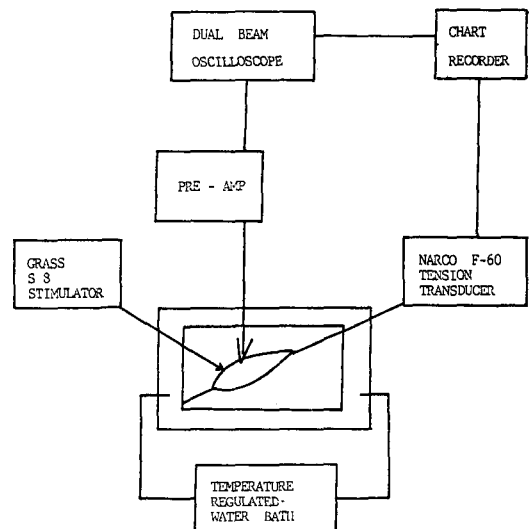 DUAL BEAM
OSCILLOSCOPE
CHART
RECORDER
PRE - AMP
GRASS
S 8
STIMULATOR
NARCO F-60
TENSION
TRANSDUCER
TEMPERATURE
REGULATED-
WATER BATH